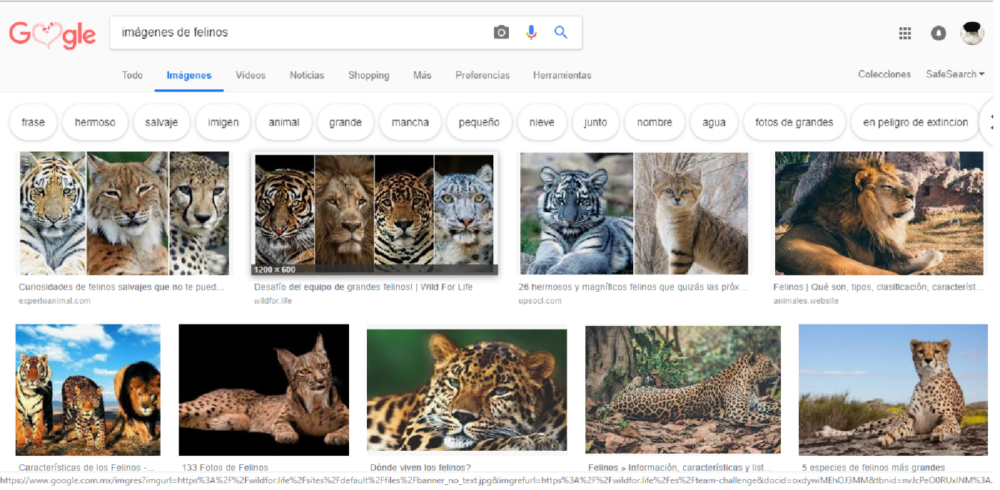 Google
imágenes de felinos
Todo Imágenes Vídeos Noticias Shopping Más Preferencias Herramientas Colecciones SafeSearch
frase hermoso salvaje imigen animal grande mancha pequeño nieve junto nombre agua fotos de grandes en peligro de extincion
1200 × 600
Curiosidades de felinos salvajes que no te pued... Desafío del equipo de grandes felinos! | Wild For Life 26 hermosos y magníficos felinos que quizás las próx... Felinos | Qué son, tipos, clasificación, característ...
expertoanimal.com wildfor.life upsocl.com animales.website
Características de los Felinos -... 133 Fotos de Felinos Dónde viven los felinos? Felinos » Información, características y list... 5 especies de felinos más grandes
https://www.google.com.mx/imgres?imgurl=https%3A%2F%2Fwildfor.life%2Fsites%2Fdefault%2Ffiles%2Fbanner_no_text.jpg&imgrefurl=https%3A%2F%2Fwildfor.life%2Fes%2Fteam-challenge&docid=oxdywiMEhOJ3MM&tbnid=nvJcPeO0RUxINM%3A.